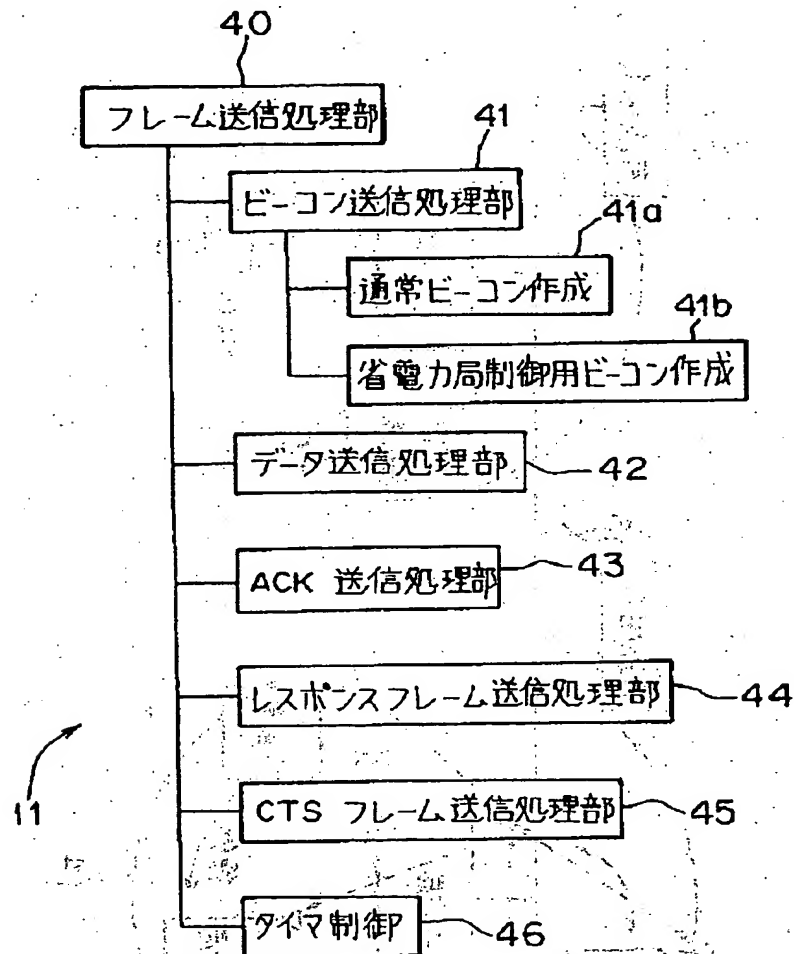 40
フレーム送信処理部
41
ビーコン送信処理部
41a
通常ビーコン作成
41b
省電力局制御用ビーコン作成
データ送信処理部
42
ACK 送信処理部
43
レスポンスフレーム送信処理部
44
11
CTS フレーム送信処理部
45
タイマ制御
46